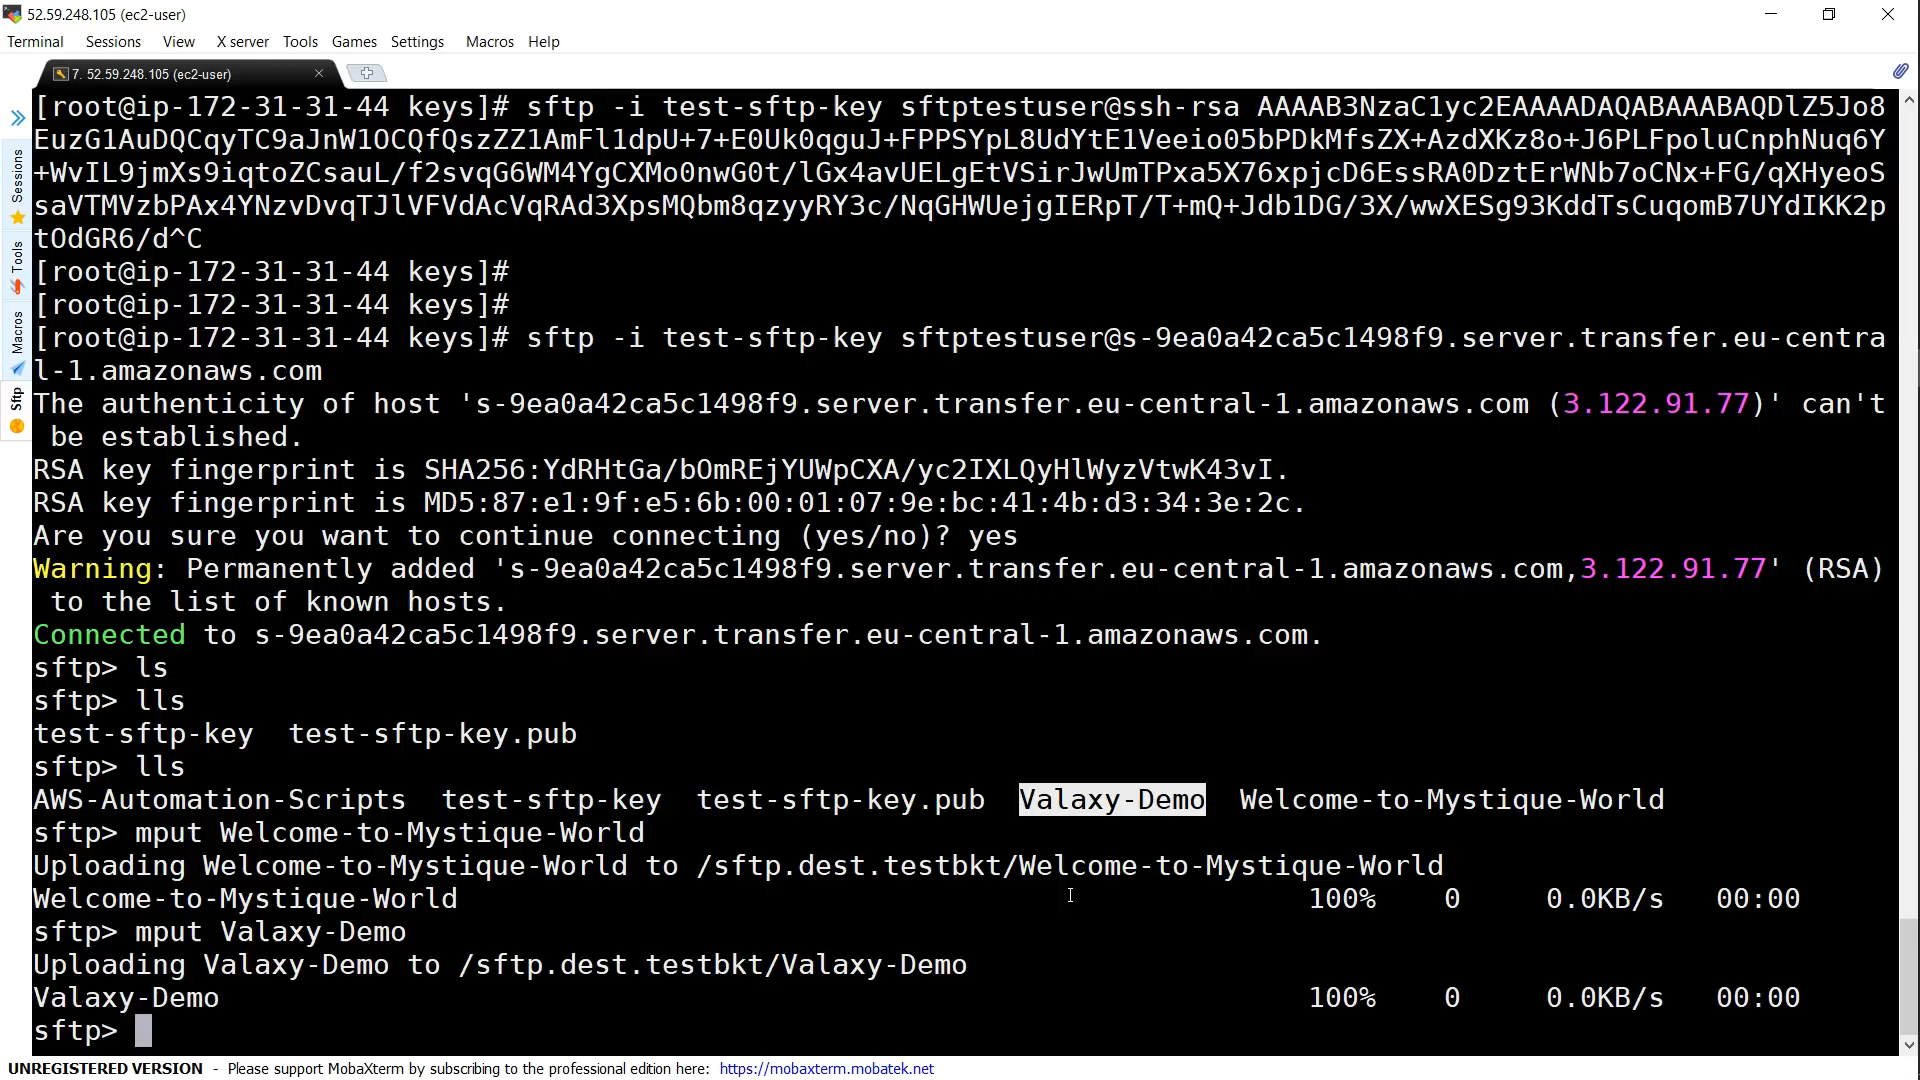 52.59.248.105 (ec2-user)
Terminal Sessions View X server Tools Games Settings Macros Help
7. 52.59.248.105 (ec2-user)
Sessions
Tools
Macros
Sftp
[root@ip-172-31-31-44 keys]# sftp -i test-sftp-key sftptestuser@ssh-rsa AAAAB3NzaC1yc2EAAAADAQABAAABAQDlZ5Jo8
EuzG1AuDQCqyTC9aJnW1OCQfQszZZ1AmFl1dpU+7+E0Uk0qguJ+FPPSYpL8UdYtE1Veeio05bPDkMfsZX+AzdXKz8o+J6PLFpoluCnphNuq6Y
+WvIL9jmXs9iqtoZCsauL/f2svqG6WM4YgCXMo0nwG0t/lGx4avUELgEtVSirJwUmTPxa5X76xpjcD6EssRA0DztErWNb7oCNx+FG/qXHyeoS
saVTMVzbPAx4YNzvDvqTJlVFVdAcVqRAd3XpsMQbm8qzyyRY3c/NqGHWUejgIERpT/T+mQ+Jdb1DG/3X/wwXESg93KddTsCuqomB7UYdIKK2p
tOdGR6/d^C
[root@ip-172-31-31-44 keys]#
[root@ip-172-31-31-44 keys]#
[root@ip-172-31-31-44 keys]# sftp -i test-sftp-key sftptestuser@s-9ea0a42ca5c1498f9.server.transfer.eu-centra
l-1.amazonaws.com
The authenticity of host 's-9ea0a42ca5c1498f9.server.transfer.eu-central-1.amazonaws.com (3.122.91.77)' can't
be established.
RSA key fingerprint is SHA256:YdRHtGa/bOmREjYUWpCXA/yc2IXLQyHlWyzVtwK43vI.
RSA key fingerprint is MD5:87:e1:9f:e5:6b:00:01:07:9e:bc:41:4b:d3:34:3e:2c.
Are you sure you want to continue connecting (yes/no)? yes
Warning: Permanently added 's-9ea0a42ca5c1498f9.server.transfer.eu-central-1.amazonaws.com,3.122.91.77' (RSA)
to the list of known hosts.
Connected to s-9ea0a42ca5c1498f9.server.transfer.eu-central-1.amazonaws.com.
sftp> ls
sftp> lls
test-sftp-key test-sftp-key.pub
sftp> lls
AWS-Automation-Scripts test-sftp-key test-sftp-key.pub Valaxy-Demo Welcome-to-Mystique-World
sftp> mput Welcome-to-Mystique-World
Uploading Welcome-to-Mystique-World to /sftp.dest.testbkt/Welcome-to-Mystique-World
Welcome-to-Mystique-World 100% 0 0.0KB/s 00:00
sftp> mput Valaxy-Demo
Uploading Valaxy-Demo to /sftp.dest.testbkt/Valaxy-Demo
Valaxy-Demo 100% 0 0.0KB/s 00:00
sftp>
UNREGISTERED VERSION - Please support MobaXterm by subscribing to the professional edition here: https://mobaxterm.mobatek.net